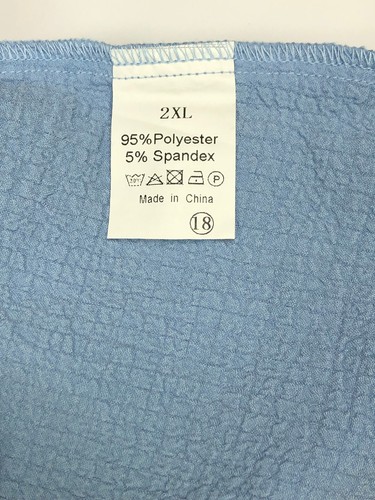 2XL
95%Polyester
5% Spandex
P
Made in China
18